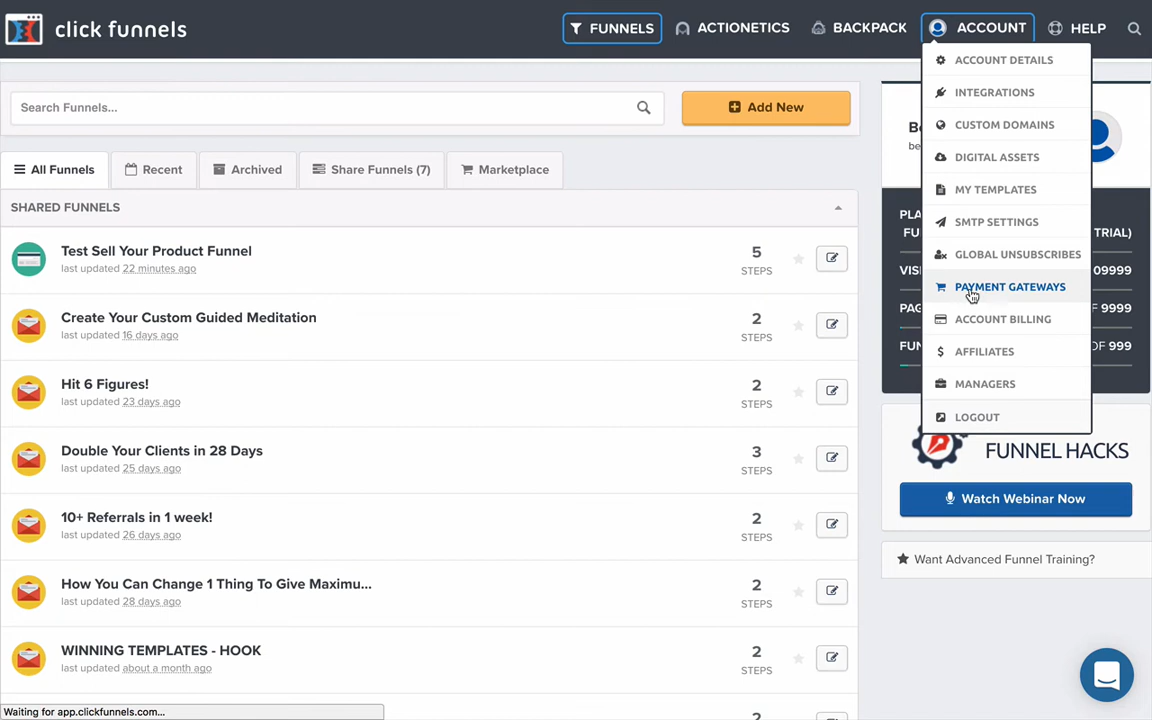 click funnels
FUNNELS
ACTIONETICS
BACKPACK
ACCOUNT
HELP
ACCOUNT DETAILS
INTEGRATIONS
CUSTOM DOMAINS
DIGITAL ASSETS
MY TEMPLATES
SMTP SETTINGS
GLOBAL UNSUBSCRIBES
PAYMENT GATEWAYS
ACCOUNT BILLING
AFFILIATES
MANAGERS
LOGOUT
Search Funnels...
Add New
All Funnels
Recent
Archived
Share Funnels (7)
Marketplace
SHARED FUNNELS
Test Sell Your Product Funnel
last updated 22 minutes ago
5
STEPS
Create Your Custom Guided Meditation
last updated 16 days ago
2
STEPS
Hit 6 Figures!
last updated 23 days ago
2
STEPS
Double Your Clients in 28 Days
last updated 25 days ago
3
STEPS
10+ Referrals in 1 week!
last updated 26 days ago
2
STEPS
How You Can Change 1 Thing To Give Maximu...
last updated 28 days ago
2
STEPS
WINNING TEMPLATES - HOOK
last updated about a month ago
2
STEPS
TRIAL)
09999
OF 9999
OF 999
FUNNEL HACKS
Watch Webinar Now
Want Advanced Funnel Training?
Waiting for app.clickfunnels.com...